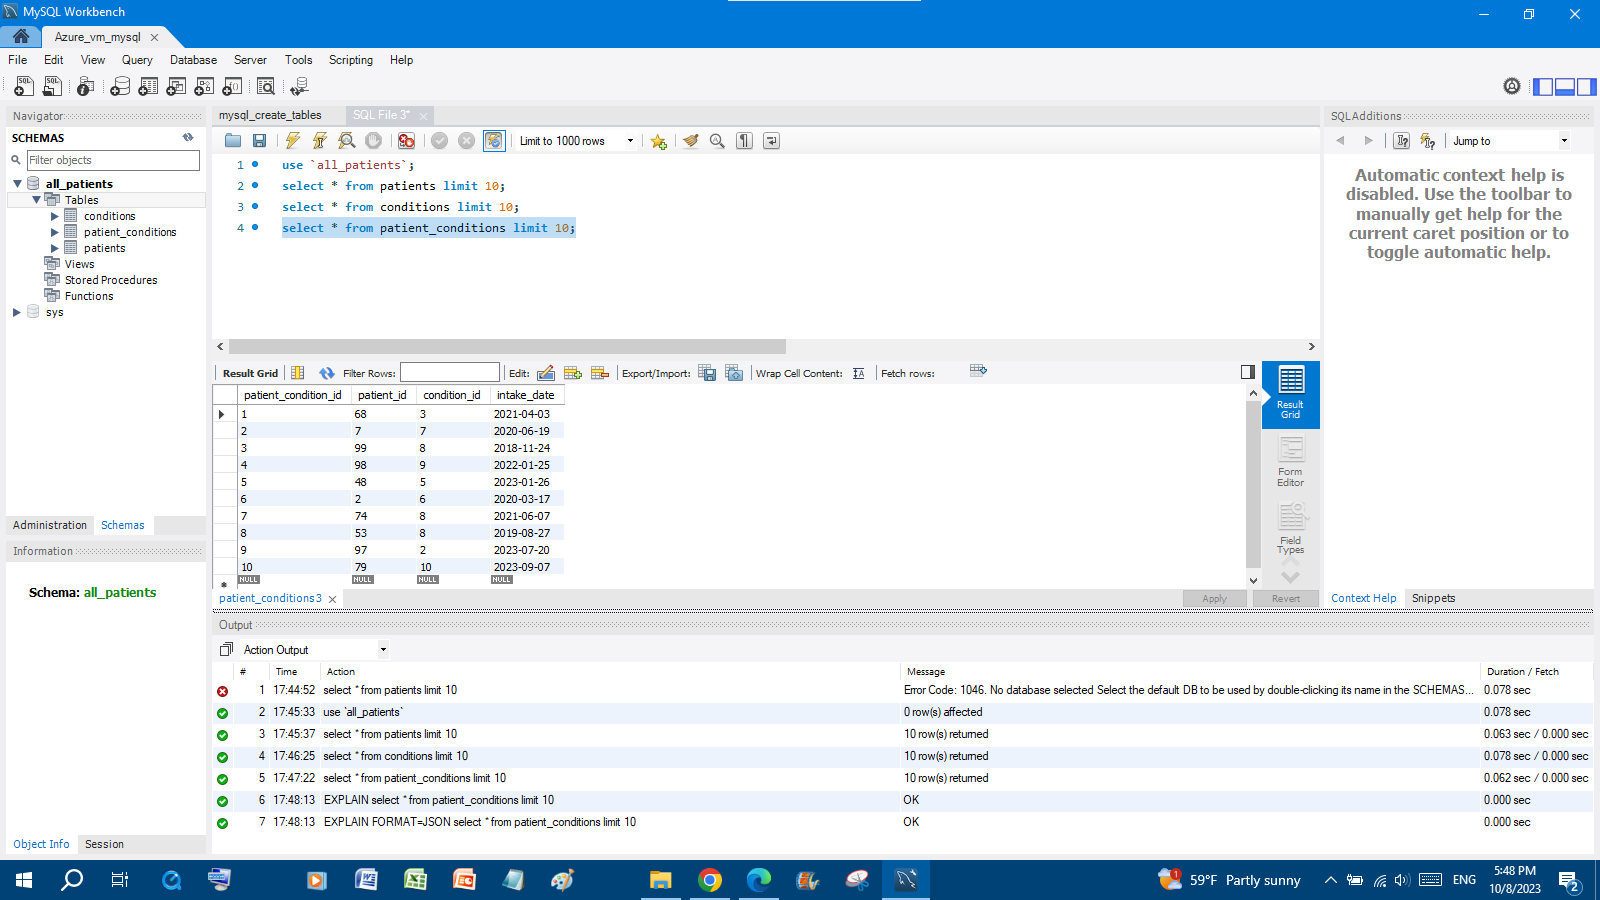 MySQL Workbench
Azure_vm_mysql
File Edit View Query Database Server Tools Scripting Help
Navigator
SCHEMAS
Filter objects
all_patients
Tables
conditions
patient_conditions
patients
Views
Stored Procedures
Functions
sys
Administration Schemas
Information
Schema: all_patients
Object Info Session
mysql_create_tables SQL File 3*
Limit to 1000 rows
1 use `all_patients`;
2 select * from patients limit 10;
3 select * from conditions limit 10;
4 select * from patient_conditions limit 10;
Result Grid Filter Rows: Edit: Export/Import: Wrap Cell Content: Fetch rows:
patient_condition_id patient_id condition_id intake_date
1 68 3 2021-04-03
2 7 7 2020-06-19
3 99 8 2018-11-24
4 98 9 2022-01-25
5 48 5 2023-01-26
6 2 6 2020-03-17
7 74 8 2021-06-07
8 53 8 2019-08-27
9 97 2 2023-07-20
10 79 10 2023-09-07
NULL NULL NULL NULL
Result
Grid
Form
Editor
Field
Types
patient_conditions 3
Apply Revert
SQLAdditions
Jump to
Automatic context help is
disabled. Use the toolbar to
manually get help for the
current caret position or to
toggle automatic help.
Context Help Snippets
Output
Action Output
# Time Action Message Duration / Fetch
1 17:44:52 select * from patients limit 10 Error Code: 1046. No database selected Select the default DB to be used by double-clicking its name in the SCHEMAS... 0.078 sec
2 17:45:33 use `all_patients` 0 row(s) affected 0.078 sec
3 17:45:37 select * from patients limit 10 10 row(s) returned 0.063 sec / 0.000 sec
4 17:46:25 select * from conditions limit 10 10 row(s) returned 0.078 sec / 0.000 sec
5 17:47:22 select * from patient_conditions limit 10 10 row(s) returned 0.062 sec / 0.000 sec
6 17:48:13 EXPLAIN select * from patient_conditions limit 10 OK 0.000 sec
7 17:48:13 EXPLAIN FORMAT=JSON select * from patient_conditions limit 10 OK 0.000 sec
1 59°F Partly sunny ENG
5:48 PM
10/8/2023
2